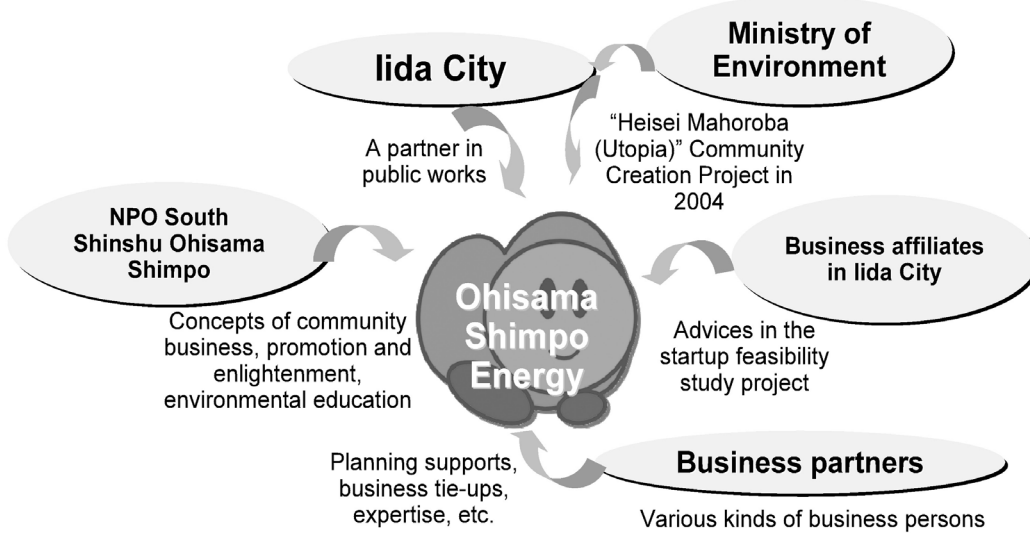 Iida City
Ministry of
Environment
A partner in
public works
“Heisei Mahoroba
(Utopia)” Community
Creation Project in
2004
NPO South
Shinshu Ohisama
Shimpo
Business affiliates
in Iida City
Ohisama
Shimpo
Energy
Concepts of community
business, promotion and
enlightenment,
environmental education
Advices in the
startup feasibility
study project
Planning supports,
business tie-ups,
expertise, etc.
Business partners
Various kinds of business persons